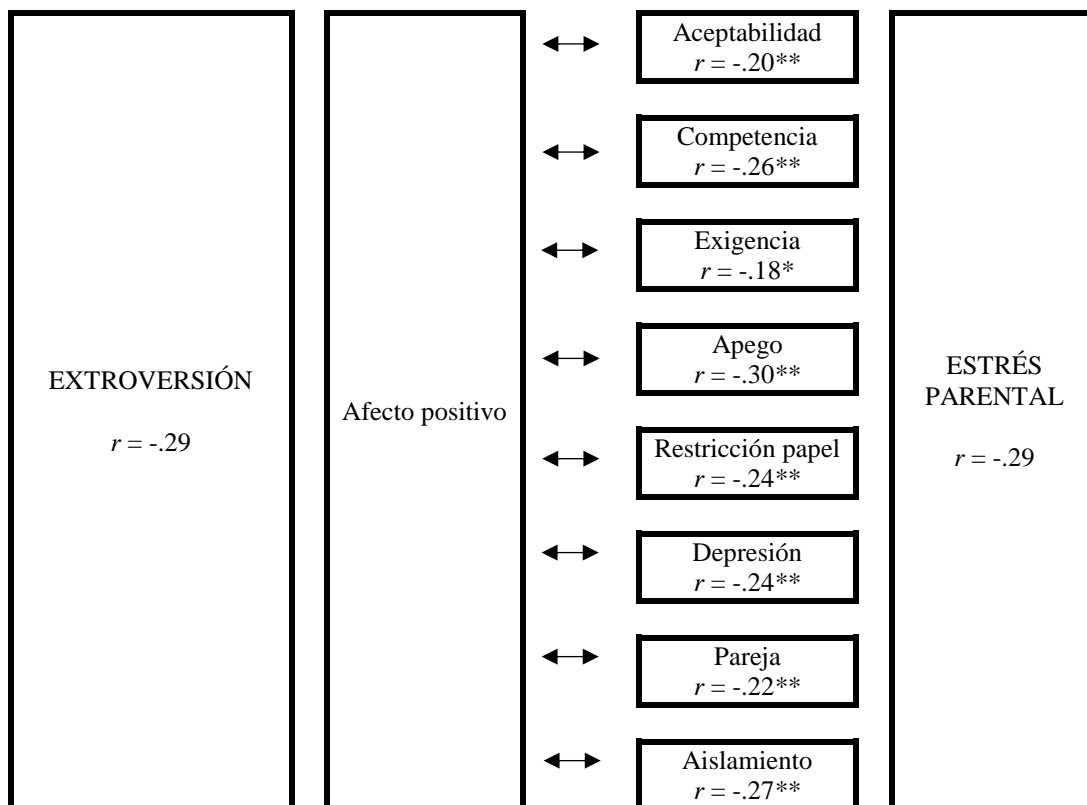 EXTROVERSIÓN
r = -.29
Afecto positivo
Aceptabilidad
r = -.20**
Competencia
r = -.26**
Exigencia
r = -.18*
Apego
r = -.30**
Restricción papel
r = -.24**
Depresión
r = -.24**
Pareja
r = -.22**
Aislamiento
r = -.27**
ESTRÉS
PARENTAL
r = -.29